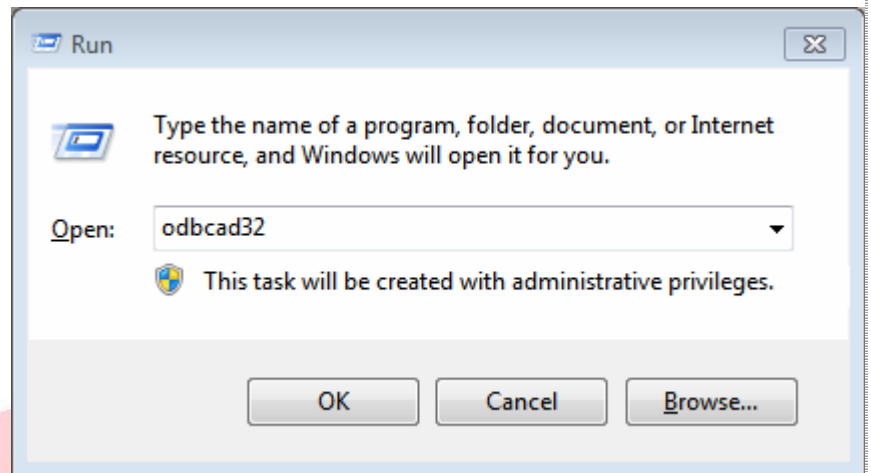 Run
Type the name of a program, folder, document, or Internet
resource, and Windows will open it for you.
Open: odbcad32
This task will be created with administrative privileges.
OK Cancel Browse...